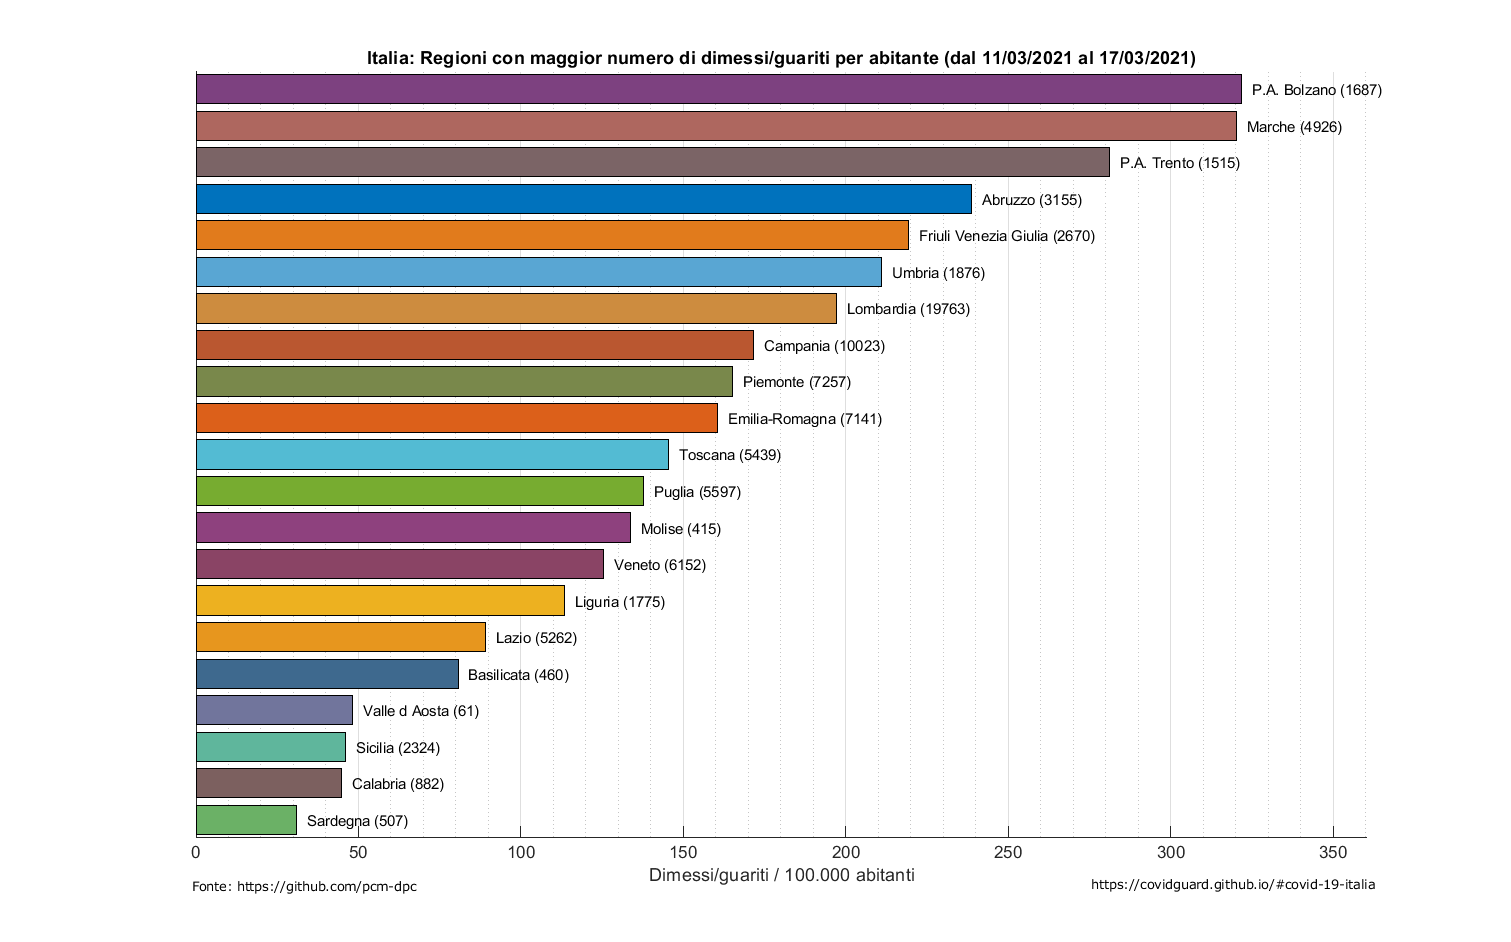 Italia: Regioni con maggior numero di dimessi/guariti per abitante (dal 11/03/2021 al 17/03/2021)
P.A. Bolzano (1687)
Marche (4926)
P.A. Trento (1515)
Abruzzo (3155)
Friuli Venezia Giulia (2670)
Umbria (1876)
Lombardia (19763)
Campania (10023)
Piemonte (7257)
Emilia-Romagna (7141)
Toscana (5439)
Puglia (5597)
Molise (415)
Veneto (6152)
Liguria (1775)
Lazio (5262)
Basilicata (460)
Valle d Aosta (61)
Sicilia (2324)
Calabria (882)
Sardegna (507)
0 50 100 150 200 250 300 350
Dimessi/guariti / 100.000 abitanti
Fonte: https://github.com/pcm-dpc
https://covidguard.github.io/#covid-19-italia